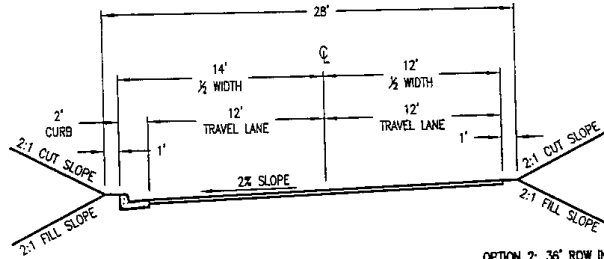 28'
℄
14'
½ WIDTH
12'
½ WIDTH
2'
CURB
12'
TRAVEL LANE
12'
TRAVEL LANE
1'
1'
2:1 CUT SLOPE
2:1 CUT SLOPE
2% SLOPE
2:1 FILL SLOPE
2:1 FILL SLOPE
OPTION 2: 36' ROW